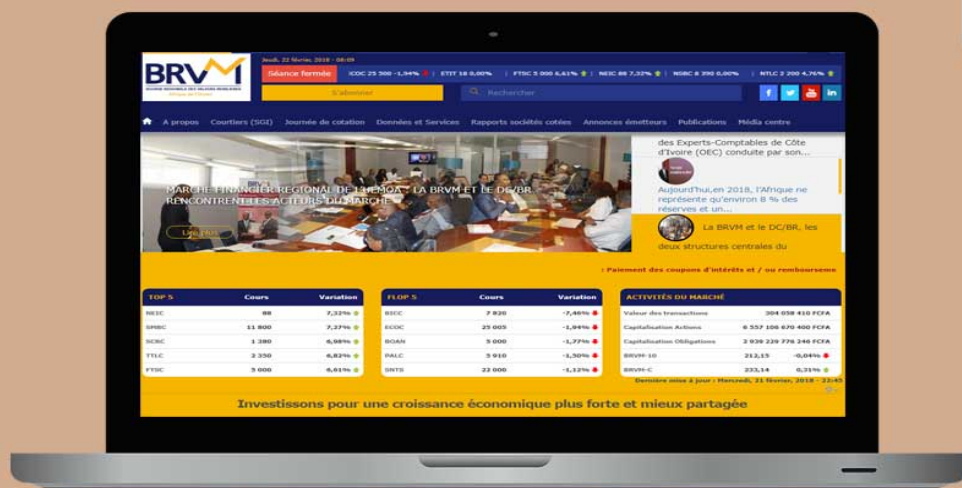 Jeudi, 22 février, 2018 - 08:09
BRVM
BOURSE REGIONALE DES VALEURS MOBILIERES
Afrique de l'Ouest
Séance fermée
ICOC 25 500 -1,94% | ETIT 18 0,00% | FTSC 5 000 6,61% | NEIC 88 7,32% | NSBC 8 390 0,00% | NTLC 2 200 4,76%
S'abonner
Rechercher
A propos Courtiers (SGI) Journée de cotation Données et Services Rapports sociétés cotées Annonces émetteurs Publications Média centre
MARCHE FINANCIER REGIONAL DE L'UEMOA : LA BRVM ET LE DC/BR
RENCONTRENT LES ACTEURS DU MARCHE
Lire plus
des Experts-Comptables de Côte
d'Ivoire (OEC) conduite par son...
Aujourd'hui,en 2018, l'Afrique ne
représente qu'environ 8 % des
réserves et un...
La BRVM et le DC/BR, les
deux structures centrales du
: Paiement des coupons d'intérêts et / ou rembourseme
TOP 5 Cours Variation
NEIC 88 7,32%
SMBC 11 800 7,27%
SCRC 1 380 6,98%
TTLC 2 350 6,82%
FTSC 5 000 6,61%
FLOP 5 Cours Variation
BICC 7 820 -7,46%
ECOC 25 005 -1,94%
BOAN 5 000 -1,77%
PALC 5 910 -1,50%
SNTS 22 000 -1,12%
ACTIVITÉS DU MARCHÉ
Valeur des transactions 304 058 410 FCFA
Capitalisation Actions 6 557 106 670 400 FCFA
Capitalisation Obligations 2 939 229 776 246 FCFA
BRVM-10 212,15 -0,04%
BRVM-C 233,14 0,31%
Dernière mise à jour : Mercredi, 21 février, 2018 - 22:45
Investissons pour une croissance économique plus forte et mieux partagée